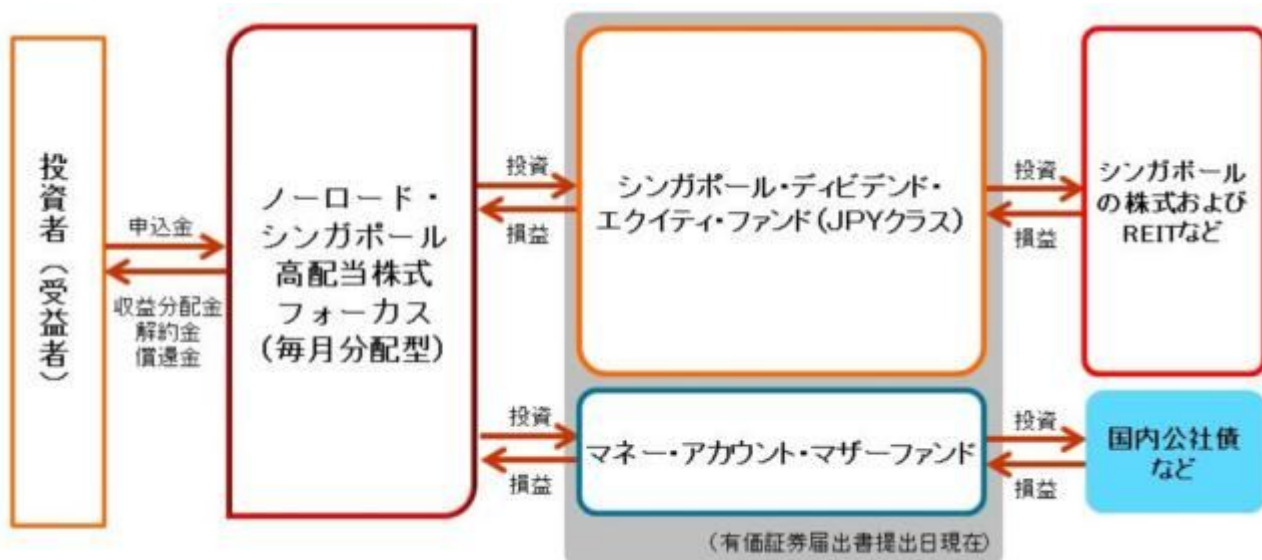 投資者（受益者）
申込金
収益分配金
解約金
償還金
ノーロード・
シンガポール
高配当株式
フォーカス
（毎月分配型）
投資
損益
シンガポール・ディビデンド・
エクイティ・ファンド（JPYクラス）
投資
損益
シンガポール
の株式および
REITなど
投資
損益
マネー・アカウント・マザーファンド
投資
損益
国内公社債
など
（有価証券届出書提出日現在）